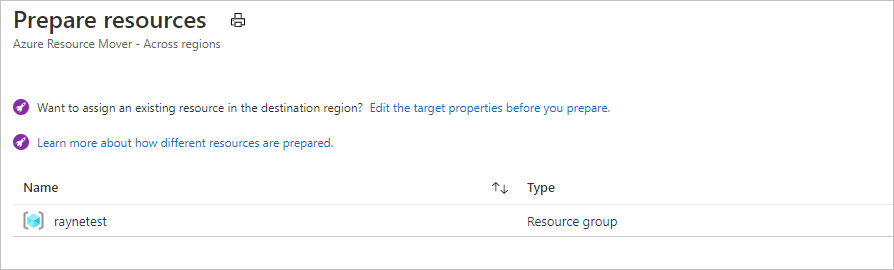 Prepare resources
Azure Resource Mover - Across regions
Want to assign an existing resource in the destination region? Edit the target properties before you prepare.
Learn more about how different resources are prepared.
Name Type
raynetest Resource group